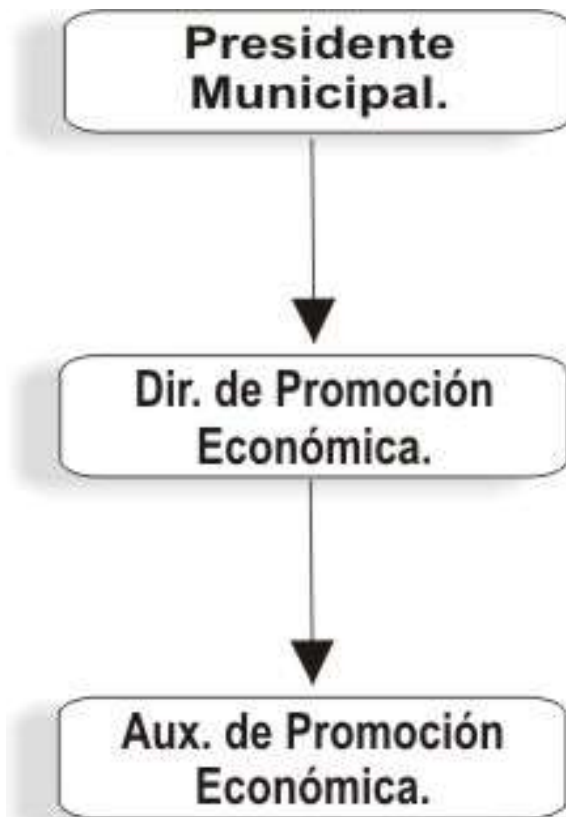 Presidente
Municipal.
Dir. de Promoción
Económica.
Aux. de Promoción
Económica.